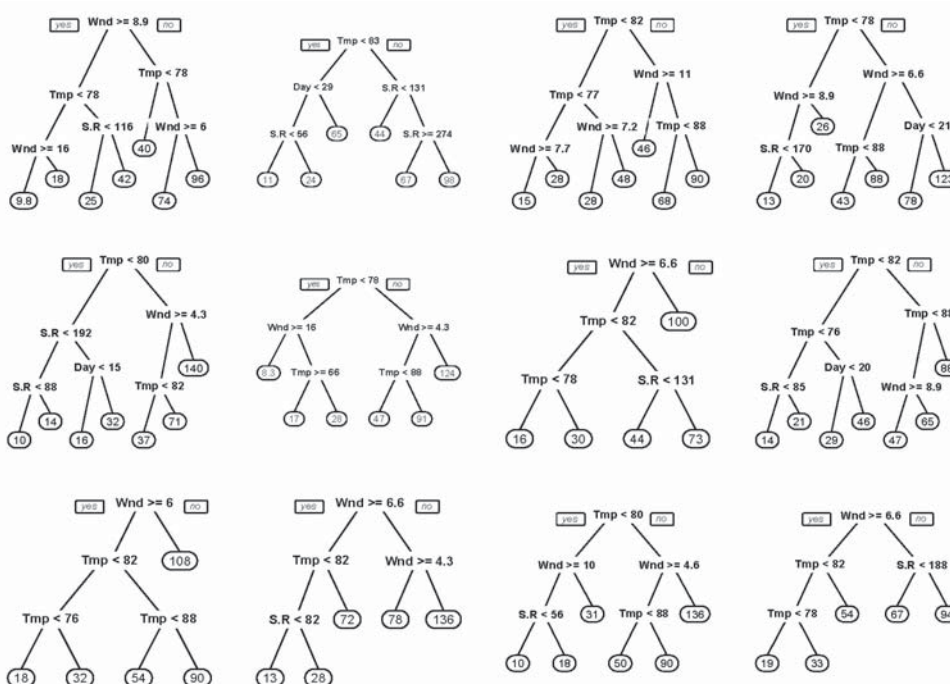 yes Wnd >= 8.9 no
Tmp < 78
Tmp < 78
S.R < 116 Wnd >= 6
Wnd >= 16 40
18 42 96
9.8 25 74
yes Tmp < 83 no
Day < 29 S.R < 131
S.R < 56 65 44 S.R >= 274
11 24 67 98
yes Tmp < 82 no
Wnd >= 11
Tmp < 77
Wnd >= 7.2 Tmp < 88
Wnd >= 7.7 46
28 48 90
15 28 68
yes Tmp < 78 no
Wnd >= 6.6
Wnd >= 8.9
26 Day < 21
S.R < 170 Tmp < 88
20 88 123
13 43 78
yes Tmp < 80 no
Wnd >= 4.3
S.R < 192
Day < 15 140
S.R < 88 Tmp < 82
14 32 71
10 16 37
yes Tmp < 78 no
Wnd >= 16 Wnd >= 4.3
8.3 Tmp >= 66 Tmp < 88 124
17 28 47 91
yes Wnd >= 6.6 no
Tmp < 82 100
Tmp < 78 S.R < 131
16 30 44 73
yes Tmp < 82 no
Tmp < 88
Tmp < 76
Day < 20 88
S.R < 85 Wnd >= 8.9
21 46 65
14 29 47
yes Wnd >= 6 no
Tmp < 82 108
Tmp < 76 Tmp < 88
18 32 54 90
yes Wnd >= 6.6 no
Tmp < 82 Wnd >= 4.3
S.R < 82 72 78 136
13 28
yes Tmp < 80 no
Wnd >= 10 Wnd >= 4.6
S.R < 56 31 Tmp < 88 136
10 18 50 90
yes Wnd >= 6.6 no
Tmp < 82 S.R < 188
Tmp < 78 54 67 94
19 33